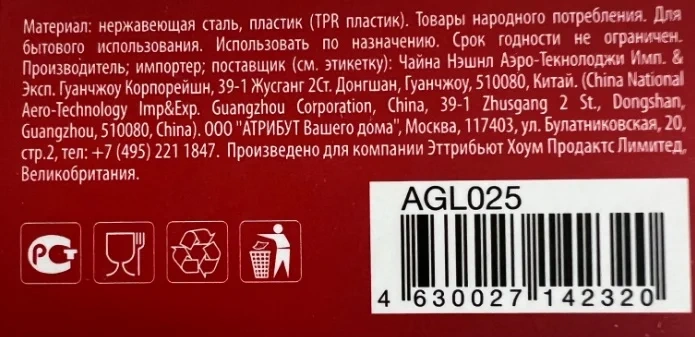 Материал: нержавеющая сталь, пластик (TPR пластик). Товары народного потребления. Для
бытового использования. Использовать по назначению. Срок годности не ограничен.
Производитель; импортер; поставщик (см. этикетку): Чайна Нэшнл Аэро-Текнолоджи Имп. &
Эксп. Гуанчжоу Корпорейшн, 39-1 Жусганг 2Ст. Донгшан, Гуанчжоу, 510080, Китай. (China National
Aero-Technology Imp&Exp. Guangzhou Corporation, China, 39-1 Zhusgang 2 St., Dongshan,
Guangzhou, 510080, China). ООО "АТРИБУТ Вашего дома", Москва, 117403, ул. Булатниковская, 20,
стр.2, тел: +7 (495) 221 1847. Произведено для компании Эттрибьют Хоум Продактс Лимитед,
Великобритания.
AGL025
4 630027 142320
РСТ